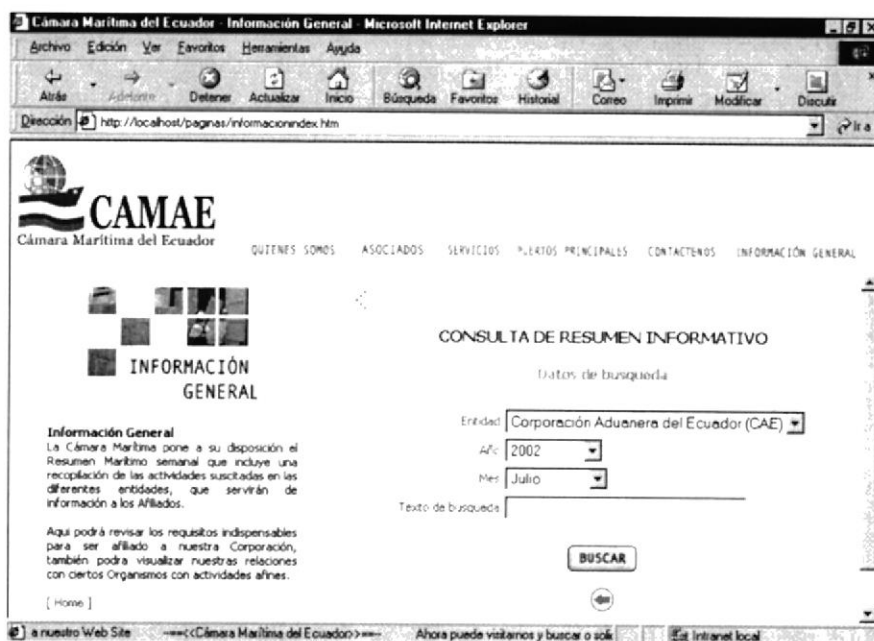 Cámara Marítima del Ecuador - Información General - Microsoft Internet Explorer
Archivo Edición Ver Favoritos Herramientas Ayuda
Atrás Adelante Detener Actualizar Inicio Búsqueda Favoritos Historial Correo Imprimir Modificar Discutir
Dirección http://localhost/paginas/informacionindex.htm Ir a
CAMAE
Cámara Marítima del Ecuador
QUIENES SOMOS ASOCIADOS SERVICIOS PUERTOS PRINCIPALES CONTACTENOS INFORMACIÓN GENERAL
INFORMACIÓN
GENERAL
Información General
La Cámara Marítima pone a su disposición el
Resumen Marítimo semanal que incluye una
recopilación de las actividades suscitadas en las
diferentes entidades, que servirán de
información a los Afiliados.
Aqui podrá revisar los requisitos indispensables
para ser afiliado a nuestra Corporación,
también podra visualizar nuestras relaciones
con ciertos Organismos con actividades afines.
[ Home ]
CONSULTA DE RESUMEN INFORMATIVO
Datos de busqueda
Entidad Corporación Aduanera del Ecuador (CAE)
Año 2002
Mes Julio
Texto de busqueda
BUSCAR
a nuestro Web Site ---==<<Cámara Marítima del Ecuador>>==--- Ahora puede visitarnos y buscar o soli Intranet local